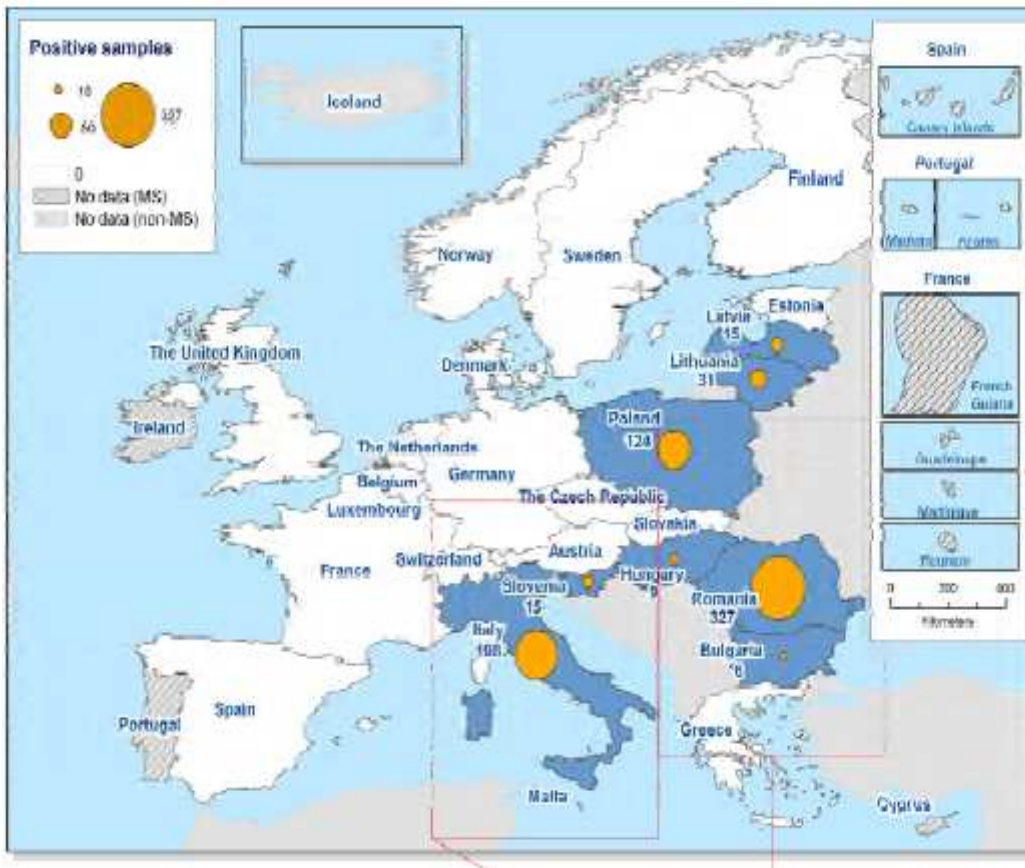 Positive samples
327
0
No data (MS)
No data (non-MS)
Iceland
Spain
Canary Islands
Portugal
Madeira
Azores
France
French
Guiana
Guadeloupe
Martinique
Reunion
Kilometers
Finland
Norway
Sweden
Estonia
Latvia
15
Lithuania
31
The United Kingdom
Denmark
Ireland
Poland
124
The Netherlands
Germany
Belgium
The Czech Republic
Luxembourg
Slovakia
Austria
Switzerland
France
Hungary
Slovenia
15
Romania
327
Italy
Bulgaria
Spain
Portugal
Greece
Malta
Cyprus